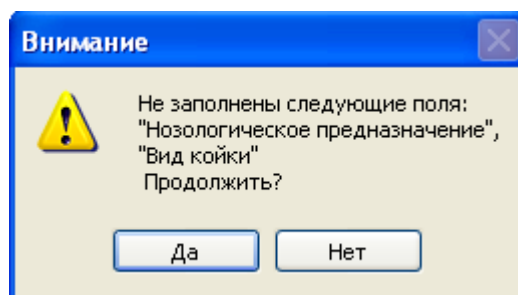 Внимание
Не заполнены следующие поля:
"Нозологическое предназначение",
"Вид койки"
Продолжить?
Да
Нет